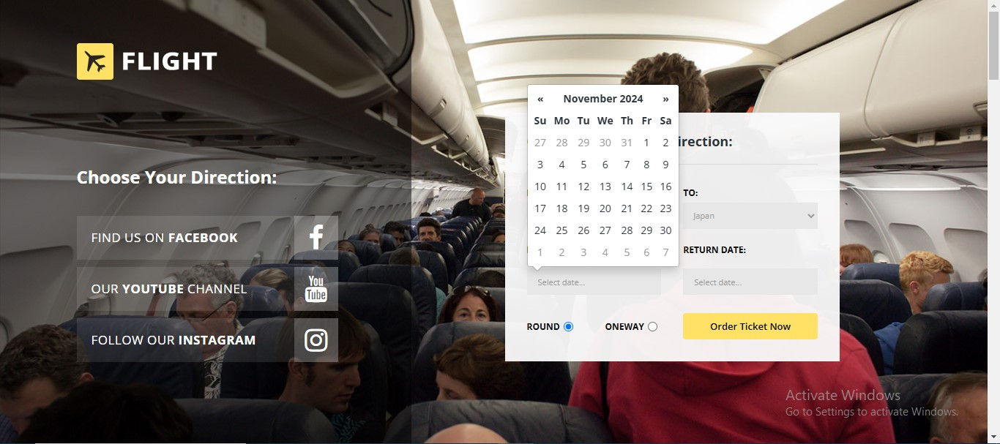 FLIGHT
Choose Your Direction:
FIND US ON FACEBOOK
OUR YOUTUBE CHANNEL
You
Tube
FOLLOW OUR INSTAGRAM
« November 2024 »
Su Mo Tu We Th Fr Sa
27 28 29 30 31 1 2
3 4 5 6 7 8 9
10 11 12 13 14 15 16
17 18 19 20 21 22 23
24 25 26 27 28 29 30
1 2 3 4 5 6 7
TO:
Japan
RETURN DATE:
Select date...
Select date...
ROUND
ONEWAY
Order Ticket Now
Activate Windows
Go to Settings to activate Windows.